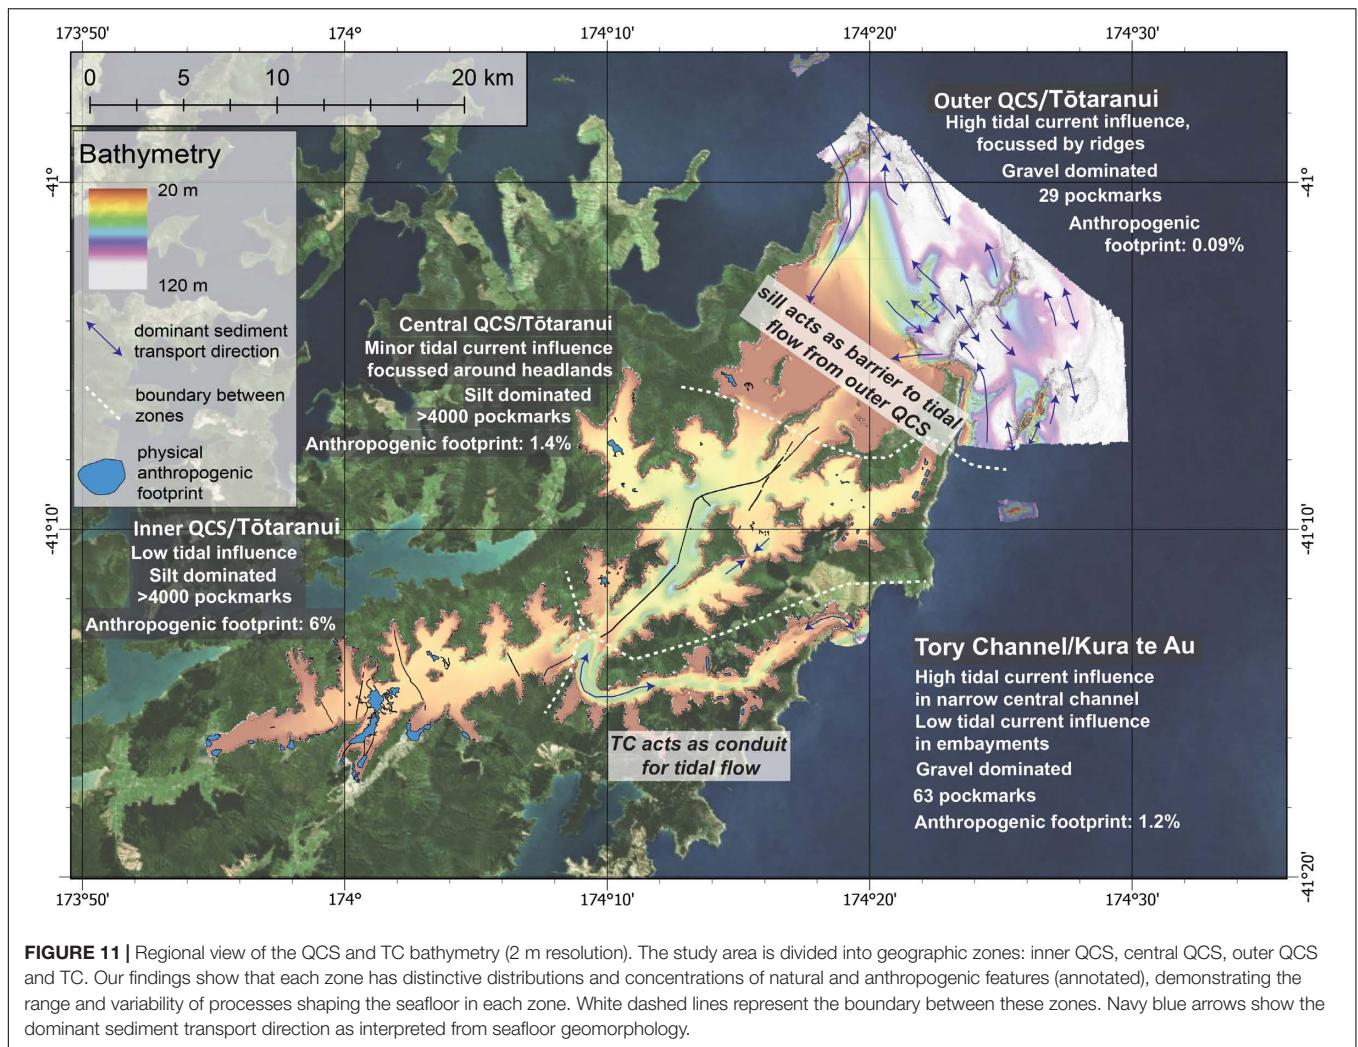 173°50'
174°
174°10'
174°20'
174°30'
0
5
10
20 km
Bathymetry
20 m
120 m
dominant sediment
transport direction
boundary between
zones
physical
anthropogenic
footprint
-41°
-41°
Outer QCS/Tōtaranui
High tidal current influence,
focussed by ridges
Gravel dominated
29 pockmarks
Anthropogenic
footprint: 0.09%
sill acts as barrier to tidal
flow from outer QCS
Central QCS/Tōtaranui
Minor tidal current influence
focussed around headlands
Silt dominated
>4000 pockmarks
Anthropogenic footprint: 1.4%
-41°10'
-41°10'
Inner QCS/Tōtaranui
Low tidal influence
Silt dominated
>4000 pockmarks
Anthropogenic footprint: 6%
TC acts as conduit
for tidal flow
Tory Channel/Kura te Au
High tidal current influence
in narrow central channel
Low tidal current influence
in embayments
Gravel dominated
63 pockmarks
Anthropogenic footprint: 1.2%
-41°20'
173°50'
174°
174°10'
174°20'
174°30'
FIGURE 11 | Regional view of the QCS and TC bathymetry (2 m resolution). The study area is divided into geographic zones: inner QCS, central QCS, outer QCS
and TC. Our findings show that each zone has distinctive distributions and concentrations of natural and anthropogenic features (annotated), demonstrating the
range and variability of processes shaping the seafloor in each zone. White dashed lines represent the boundary between these zones. Navy blue arrows show the
dominant sediment transport direction as interpreted from seafloor geomorphology.